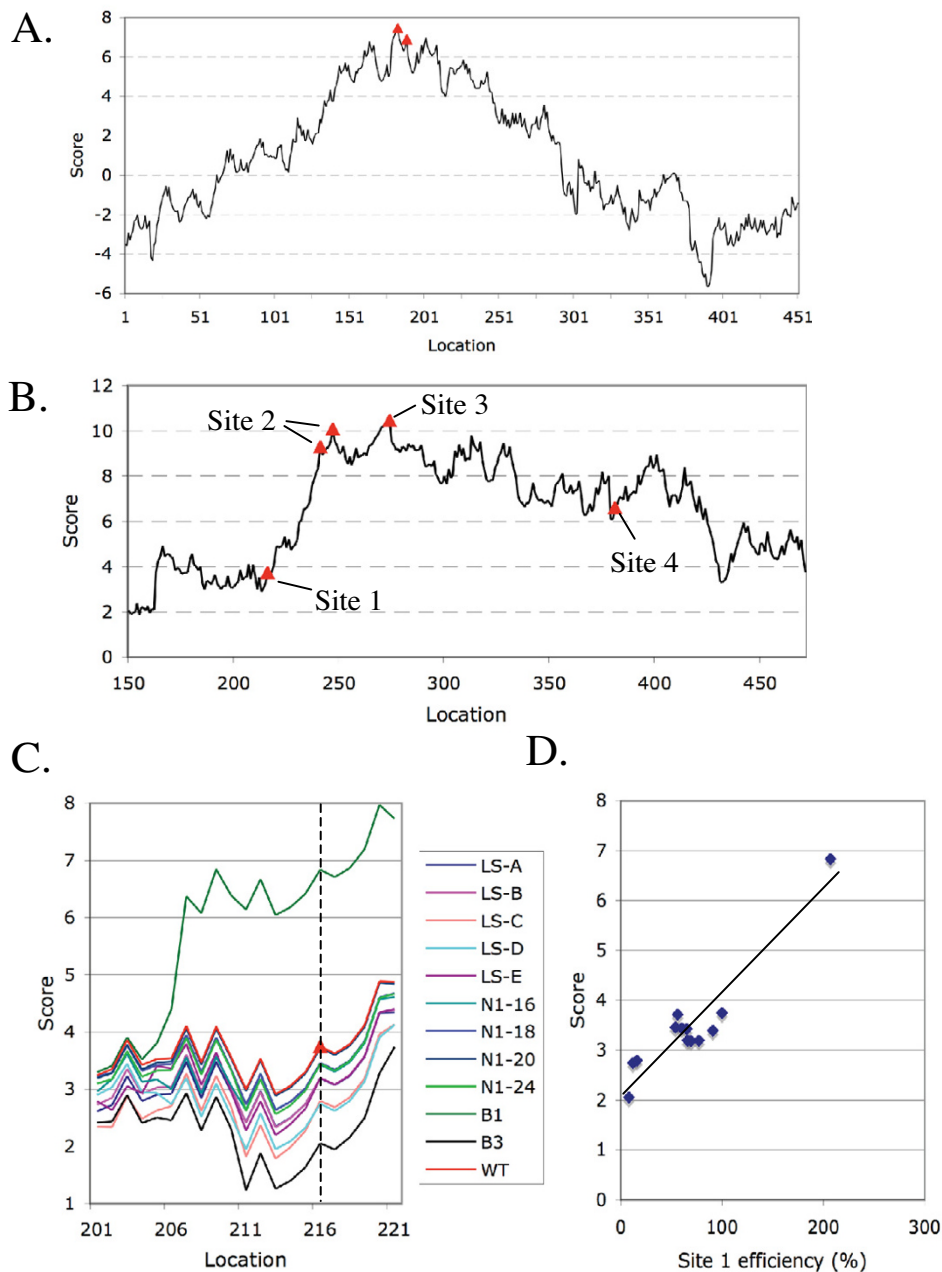 A.
8
6
4
2
0
-2
-4
-6
Score
1 51 101 151 201 251 301 351 401 451
Location
B.
12
10
8
6
4
2
0
Score
Site 2
Site 3
Site 1
Site 4
150 200 250 300 350 400 450
Location
C.
8
7
6
5
4
3
2
1
Score
201 206 211 216 221
Location
LS-A
LS-B
LS-C
LS-D
LS-E
N1-16
N1-18
N1-20
N1-24
B1
B3
WT
D.
8
7
6
5
4
3
2
1
0
Score
0 100 200 300
Site 1 efficiency (%)